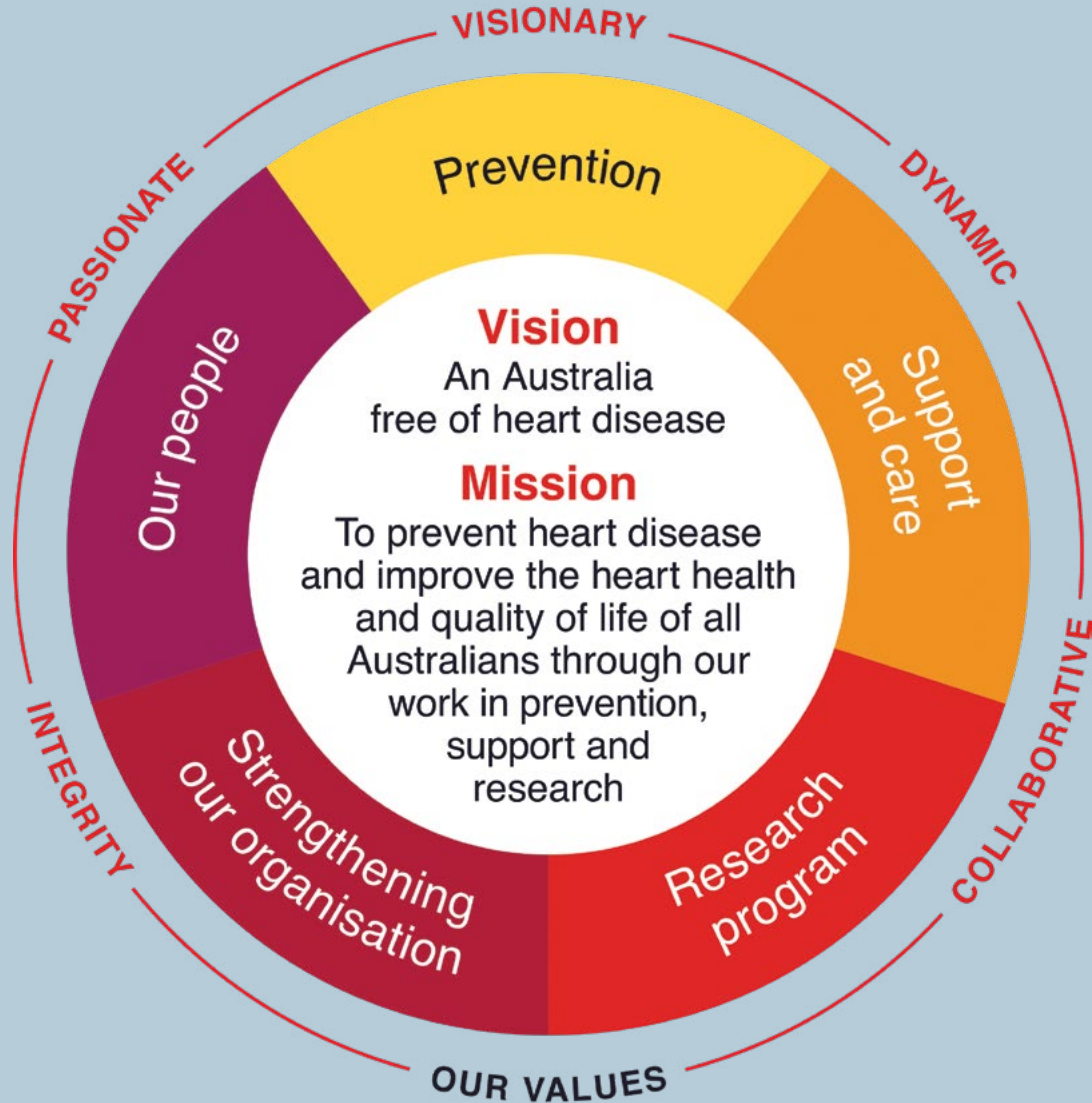 VISIONARY
DYNAMIC
COLLABORATIVE
OUR VALUES
INTEGRITY
PASSIONATE
Prevention
Support
and care
Research
program
Strengthening
our organisation
Our people
Vision
An Australia
free of heart disease
Mission
To prevent heart disease
and improve the heart health
and quality of life of all
Australians through our
work in prevention,
support and
research